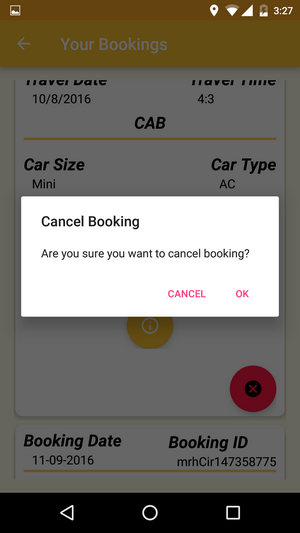 3:27
Your Bookings
Travel Date Travel Time
10/8/2016 4:3
CAB
Car Size Car Type
Mini AC
Cancel Booking
Are you sure you want to cancel booking?
CANCEL OK
Booking Date Booking ID
11-09-2016 mrhCir147358775